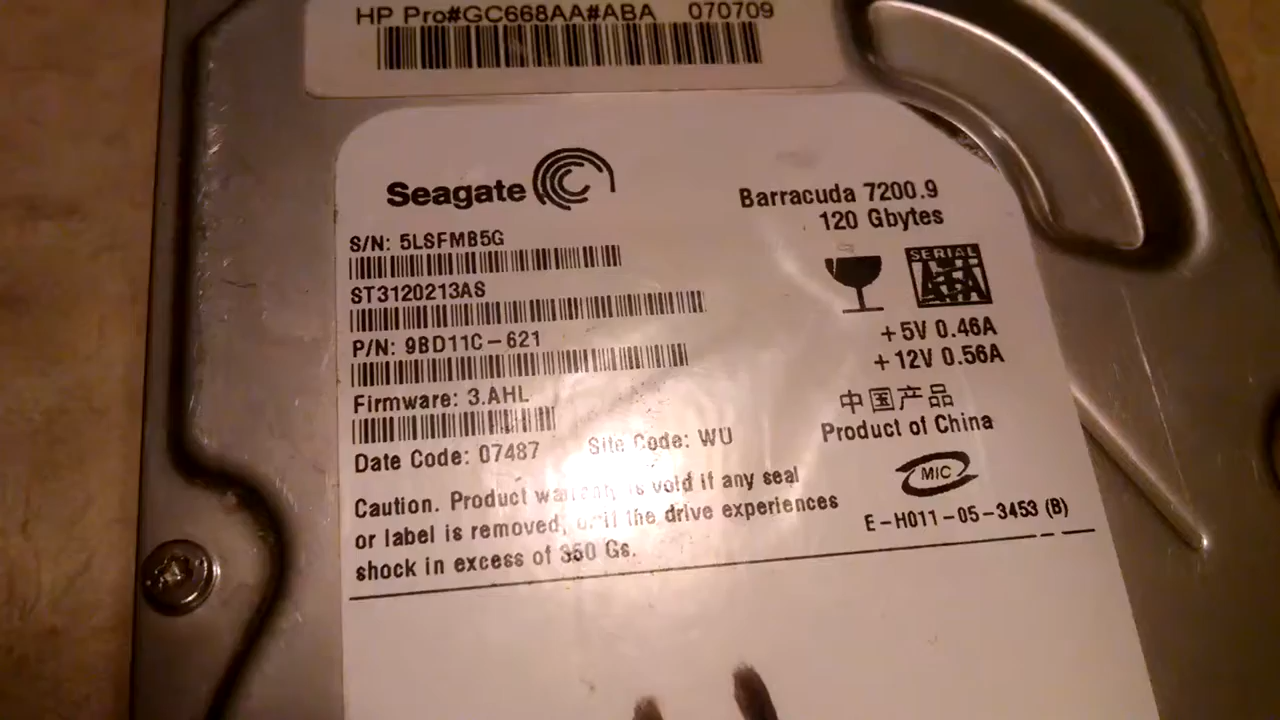 HP Pro#GC668AA#ABA 070709
Seagate
Barracuda 7200.9
120 Gbytes
S/N: 5LSFMB5G
ST3120213AS
P/N: 9BD11C-621
Firmware: 3.AHL
Date Code: 07487 Site Code: WU
SERIAL
ATA
+5V 0.46A
+12V 0.56A
中国产品
Product of China
MIC
E-H011-05-3453 (B)
Caution. Product warranty is void if any seal
or label is removed, or if the drive experiences
shock in excess of 350 Gs.